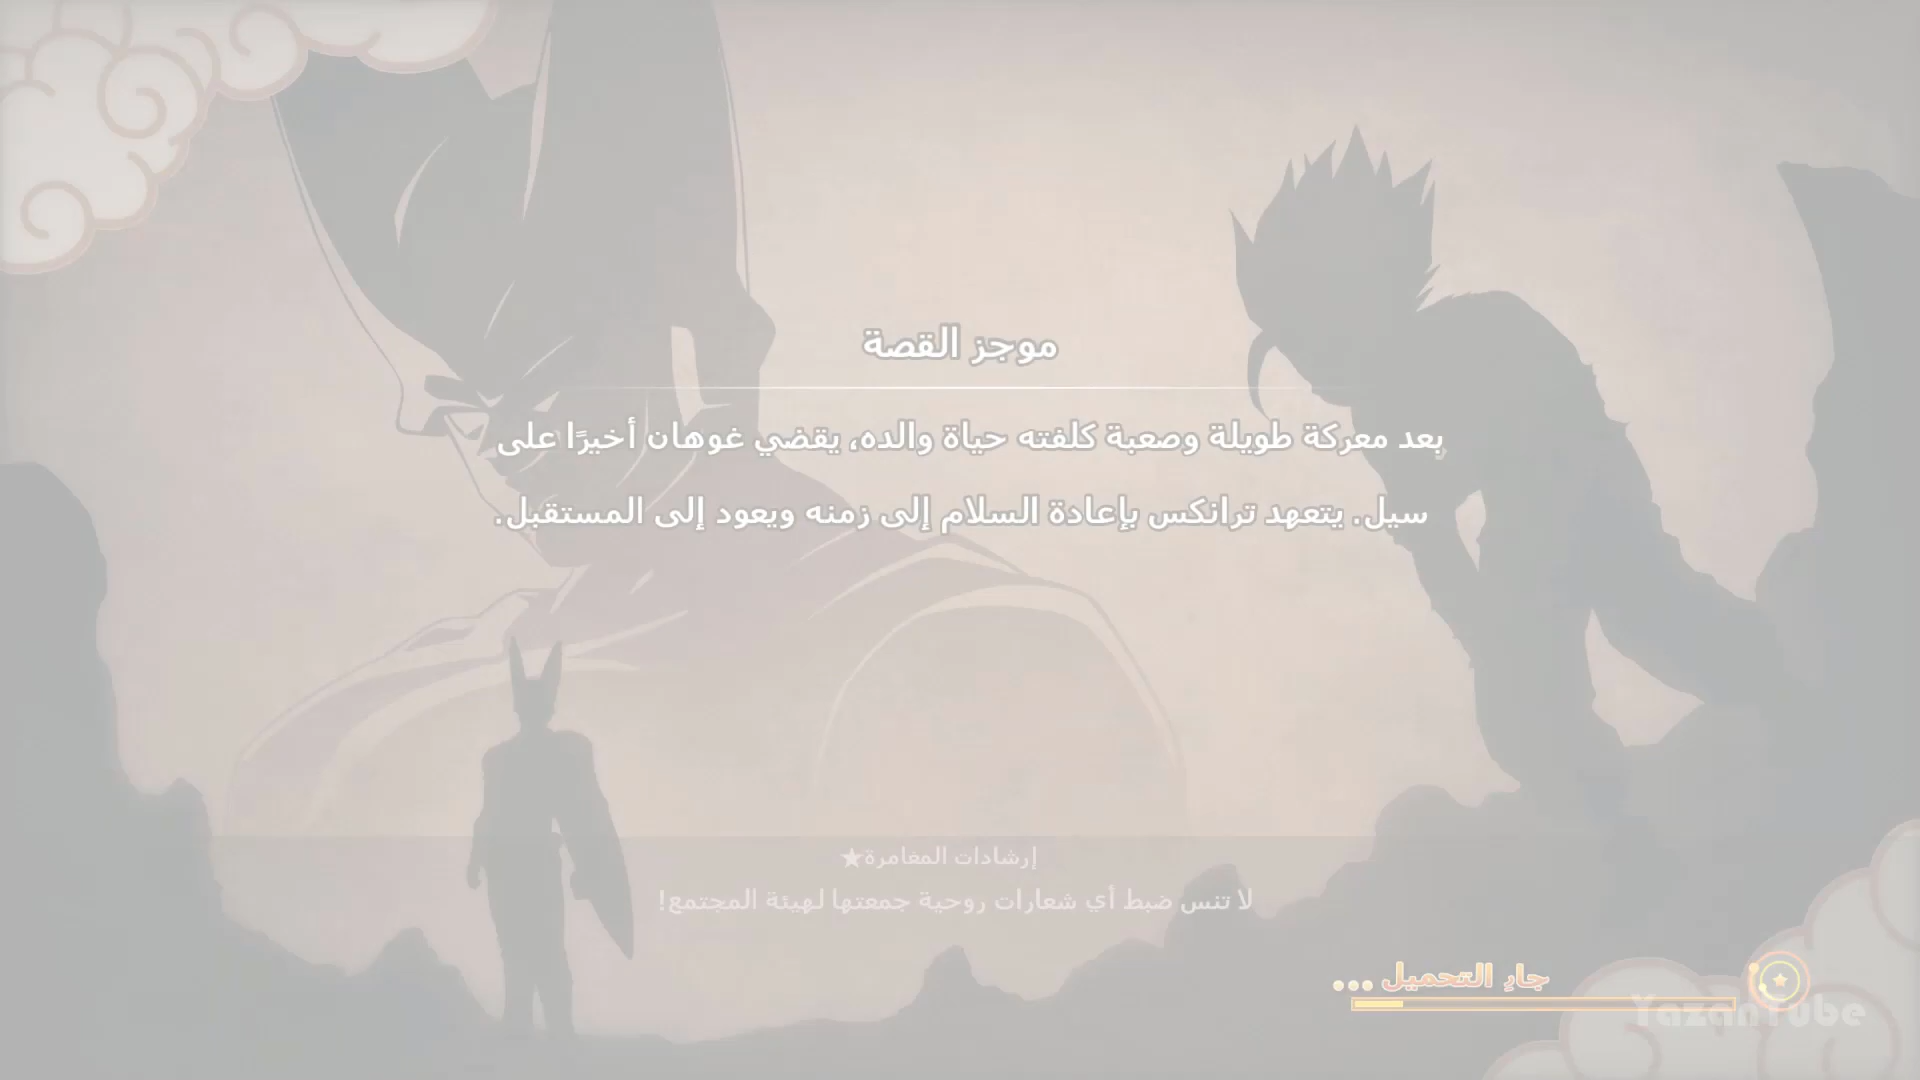 موجز القصة
بعد معركة طويلة وصعبة كلفته حياة والده، يقضي غوهان أخيرًا على
سيل. يتعهد ترانكس بإعادة السلام إلى زمنه ويعود إلى المستقبل.
إرشادات المغامرة★
لا تنس ضبط أي شعارات روحية جمعتها لهيئة المجتمع!
جارِ التحميل ...
YazanTube